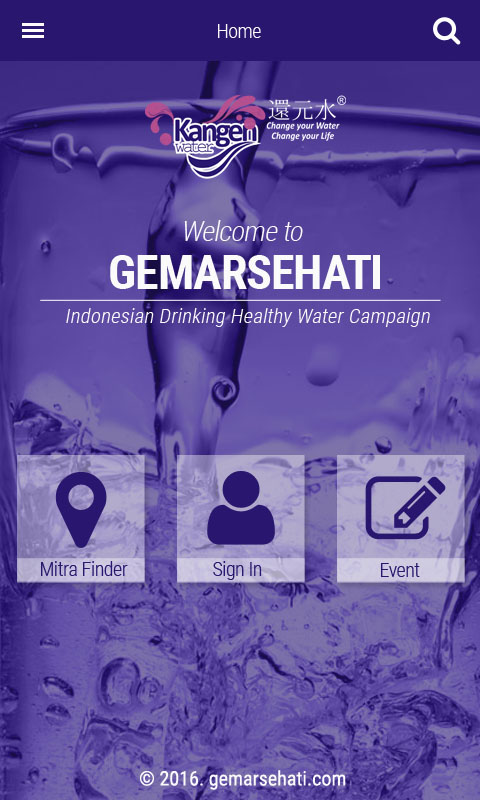 Home
Kangen
water
還元水®
Change your Water
Change your Life
Welcome to
GEMARSEHATI
Indonesian Drinking Healthy Water Campaign
Mitra Finder
Sign In
Event
© 2016. gemarsehati.com